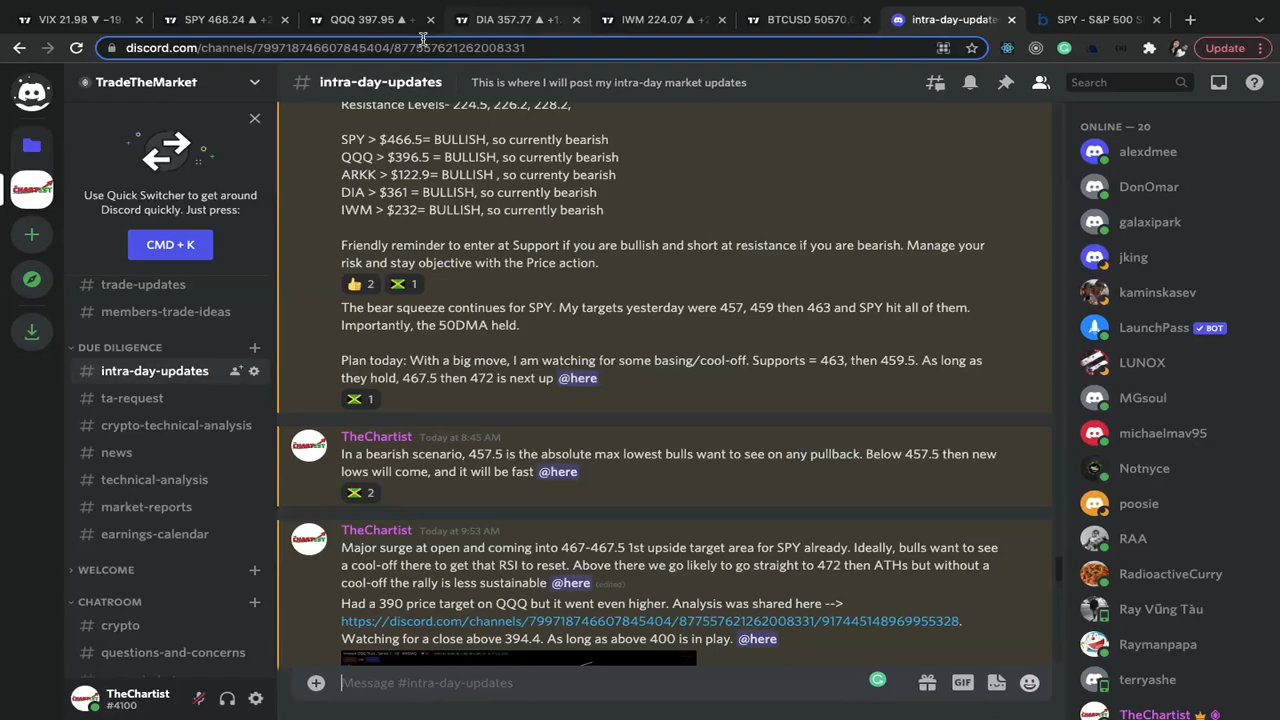 VIX 21.98 ▼ −19.
SPY 468.24 ▲ +2
QQQ 397.95 ▲ +
DIA 357.77 ▲ +1.
IWM 224.07 ▲ +2
BTCUSD 50570.
intra-day-update
SPY - S&P 500 S
discord.com/channels/799718746607845404/877557621262008331
Update
TradeTheMarket
# intra-day-updates
This is where I will post my intra-day market updates
Search
Use Quick Switcher to get around
Discord quickly. Just press:
CMD + K
# trade-updates
# members-trade-ideas
DUE DILIGENCE
# intra-day-updates
# ta-request
# crypto-technical-analysis
# news
# technical-analysis
# market-reports
# earnings-calendar
WELCOME
CHATROOM
# crypto
# questions-and-concerns
TheChartist
#4100
Resistance Levels- 224.5, 226.2, 228.2,
SPY > $466.5= BULLISH, so currently bearish
QQQ > $396.5 = BULLISH, so currently bearish
ARKK > $122.9= BULLISH , so currenty bearish
DIA > $361 = BULLISH, so currently bearish
IWM > $232= BULLISH, so currently bearish
Friendly reminder to enter at Support if you are bullish and short at resistance if you are bearish. Manage your
risk and stay objective with the Price action.
2
1
The bear squeeze continues for SPY. My targets yesterday were 457, 459 then 463 and SPY hit all of them.
Importantly, the 50DMA held.
Plan today: With a big move, I am watching for some basing/cool-off. Supports = 463, then 459.5. As long as
they hold, 467.5 then 472 is next up @here
1
TheChartist Today at 8:45 AM
In a bearish scenario, 457.5 is the absolute max lowest bulls want to see on any pullback. Below 457.5 then new
lows will come, and it will be fast @here
2
TheChartist Today at 9:53 AM
Major surge at open and coming into 467-467.5 1st upside target area for SPY already. Ideally, bulls want to see
a cool-off there to get that RSI to reset. Above there we go likely to go straight to 472 then ATHs but without a
cool-off the rally is less sustainable @here (edited)
Had a 390 price target on QQQ but it went even higher. Analysis was shared here -->
https://discord.com/channels/799718746607845404/877557621262008331/917445148969955328.
Watching for a close above 394.4. As long as above 400 is in play. @here
Message #intra-day-updates
GIF
ONLINE — 20
alexdmee
DonOmar
galaxipark
jking
kaminskasev
LaunchPass BOT
LUNOX
MGsoul
michaelmav95
Notnyce
poosie
RAA
RadioactiveCurry
Ray Vũng Tàu
Raymanpapa
terryashe
TheChartist